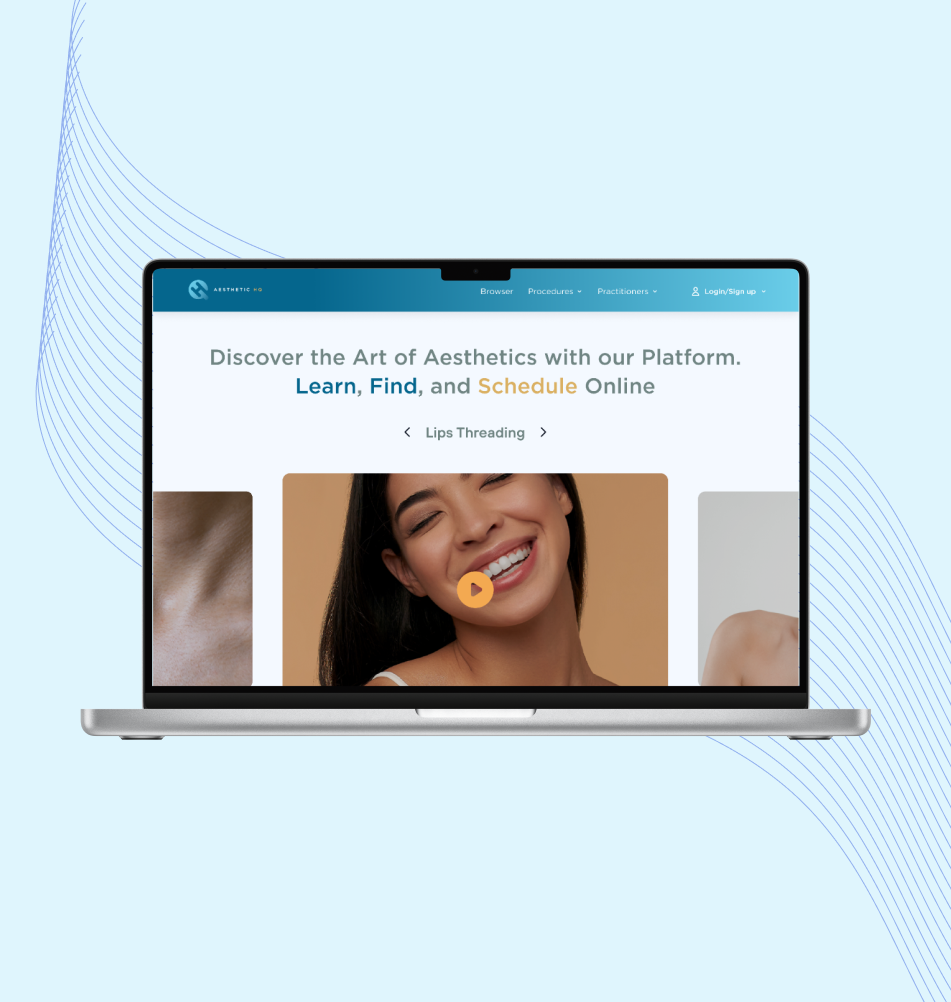 AESTHETIC HQ
Browser Procedures Practitioners Login/Sign up
Discover the Art of Aesthetics with our Platform.
Learn, Find, and Schedule Online
Lips Threading